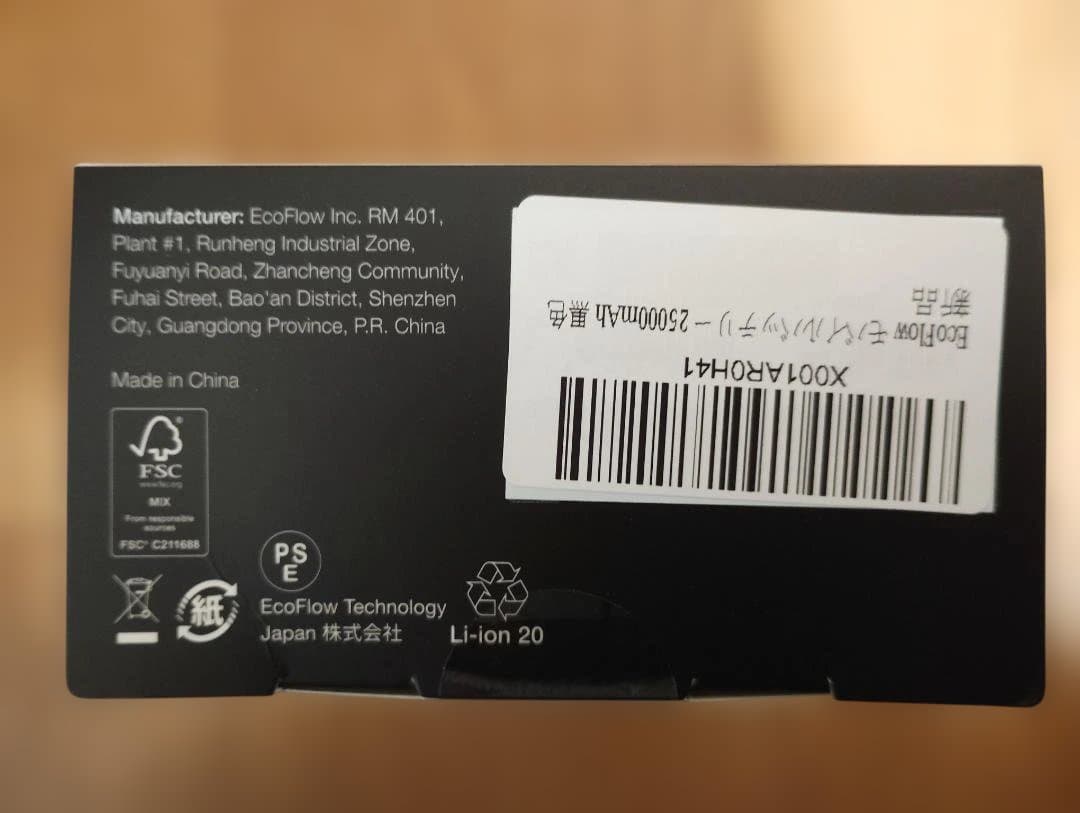 Manufacturer: EcoFlow Inc. RM 401,
Plant #1, Runheng Industrial Zone,
Fuyuanyi Road, Zhancheng Community,
Fuhai Street, Bao'an District, Shenzhen
City, Guangdong Province, P.R. China
Made in China
FSC
www.fsc.org
MIX
From responsible
sources
FSC® C211688
紙
PS
E
EcoFlow Technology
Japan 株式会社
Li-ion 20
X001AR0H41
EcoFlow モバイルバッテリー 25000mAh 黒色
新品